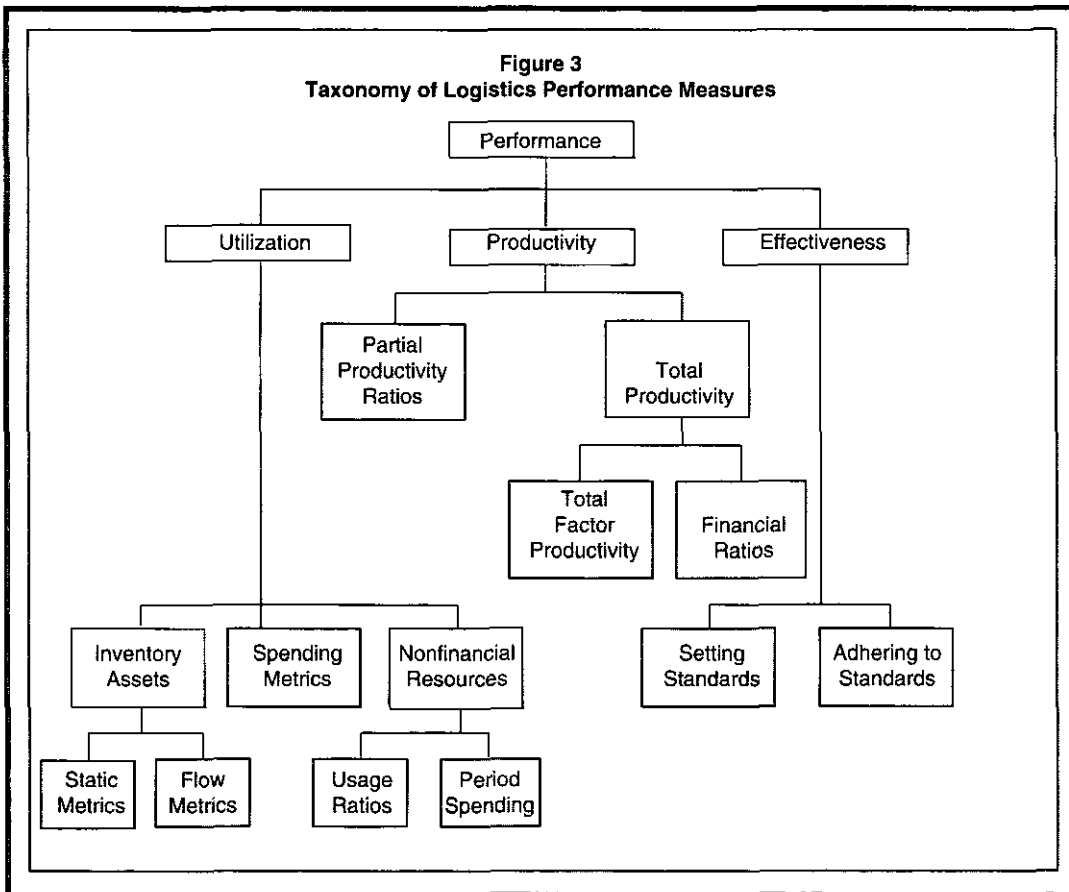 Figure 3
Taxonomy of Logistics Performance Measures
Performance
Utilization
Productivity
Effectiveness
Partial
Productivity
Ratios
Total
Productivity
Total
Factor
Productivity
Financial
Ratios
Inventory
Assets
Spending
Metrics
Nonfinancial
Resources
Setting
Standards
Adhering to
Standards
Static
Metrics
Flow
Metrics
Usage
Ratios
Period
Spending